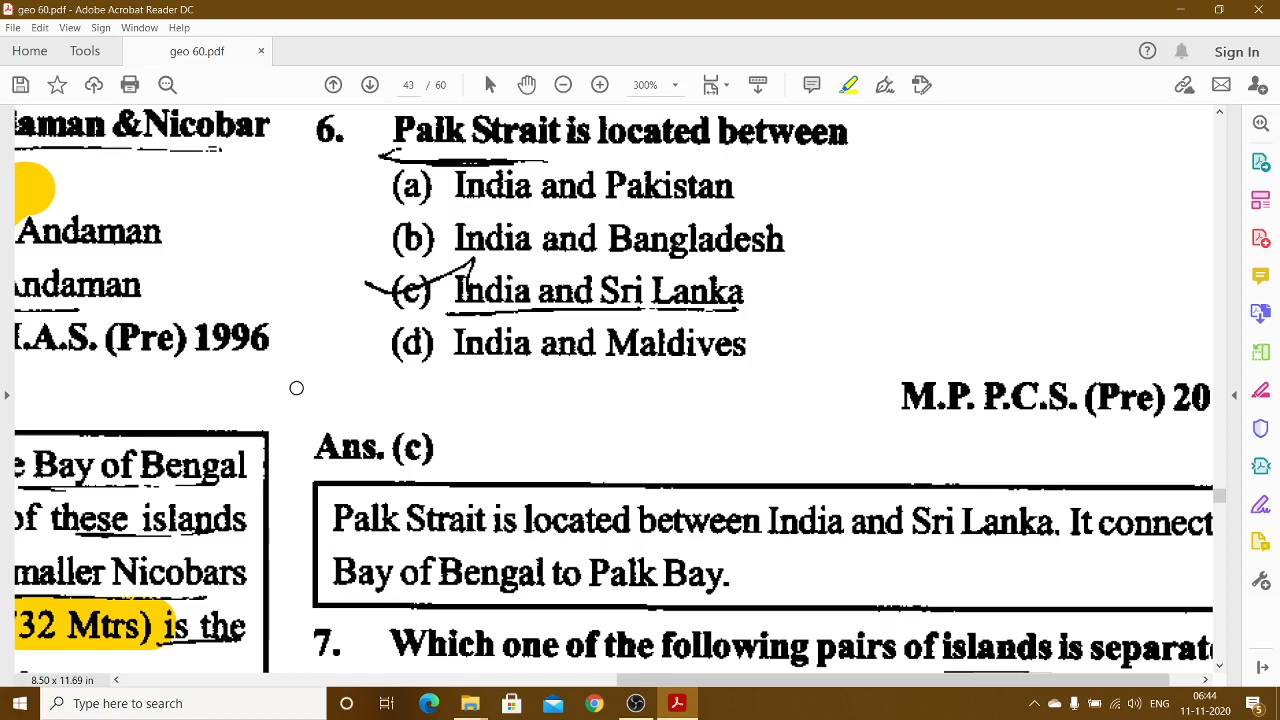 geo 60.pdf - Adobe Acrobat Reader DC
File Edit View Sign Window Help
Home Tools geo 60.pdf × ? Sign In
43 / 60 300%
aman &Nicobar
Andaman
Andaman
I.A.S. (Pre) 1996
e Bay of Bengal
of these islands
maller Nicobars
732 Mtrs) is the
6. Palk Strait is located between
(a) India and Pakistan
(b) India and Bangladesh
(c) India and Sri Lanka
(d) India and Maldives
M.P. P.C.S. (Pre) 20
Ans. (c)
Palk Strait is located between India and Sri Lanka. It connect
Bay of Bengal to Palk Bay.
7. Which one of the following pairs of islands is separat
8.50 x 11.69 in
Type here to search
06:44
11-11-2020
5